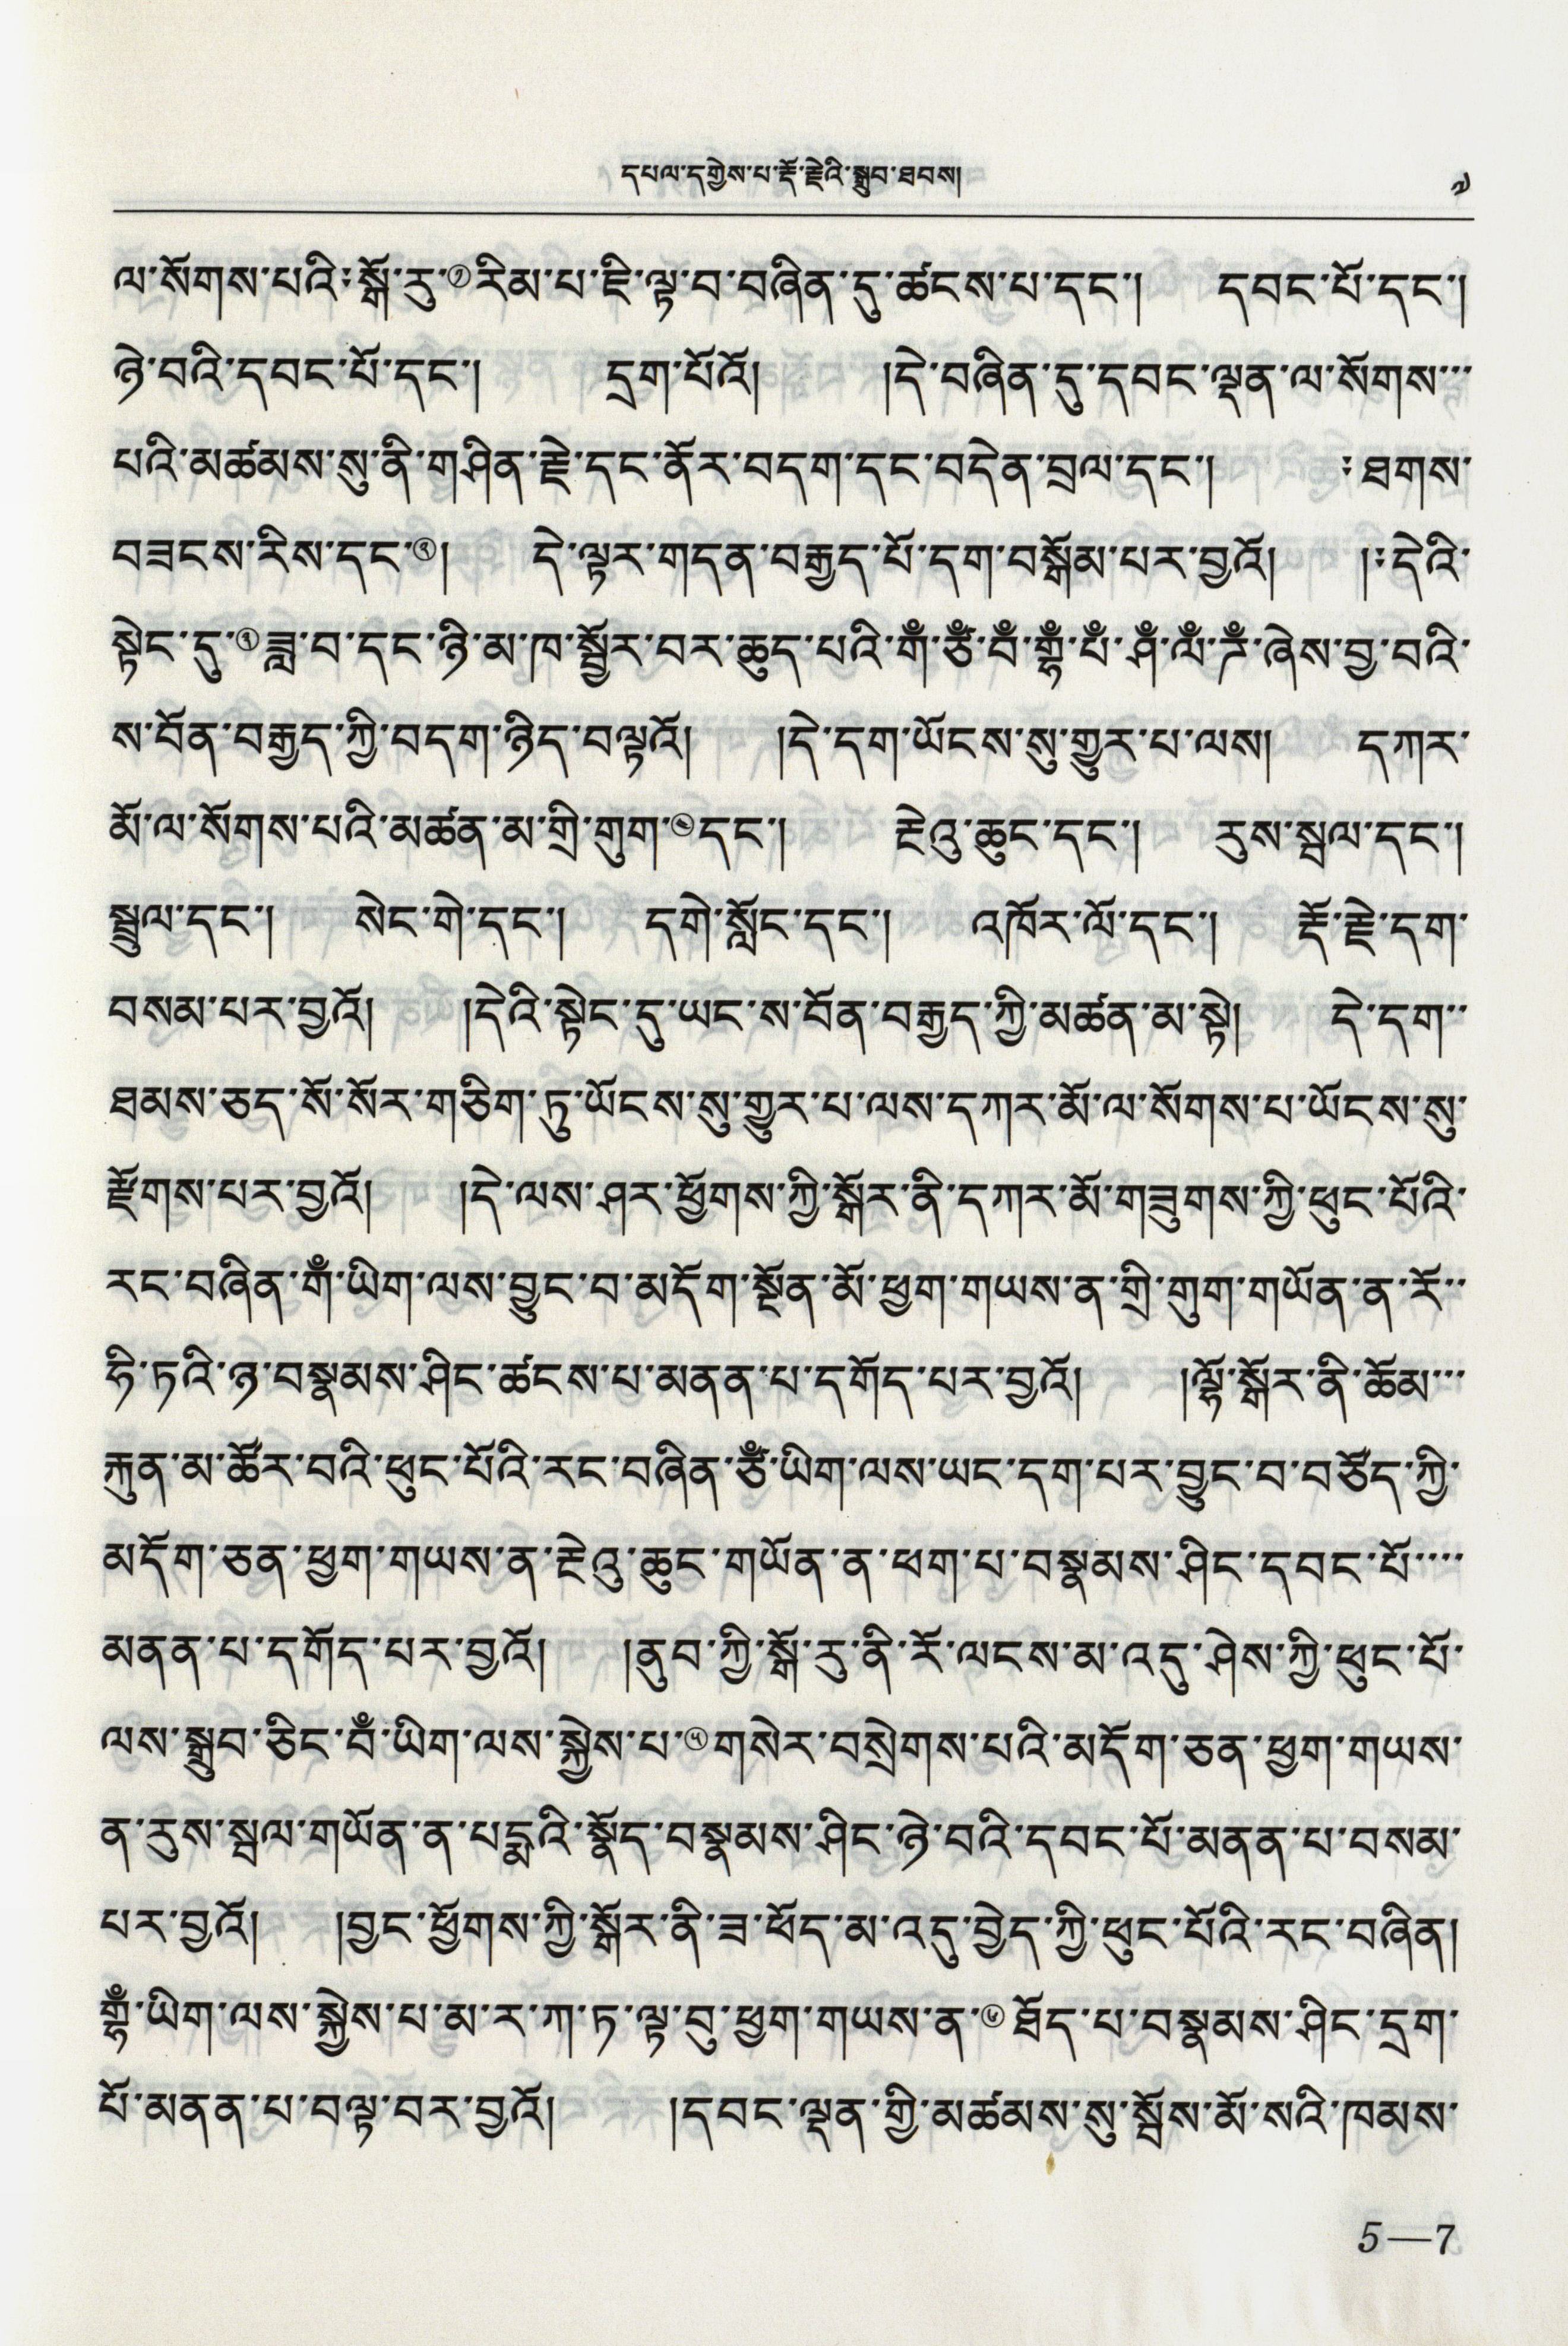 དཔལ་དགྱེས་པ་རྡོ་རྗེའི་སྒྲུབ་ཐབས། ༧
ལ་སོགས་པའི་༔སྒོ་རུ་①རིམ་པ་ཇི་ལྟ་བ་བཞིན་དུ་ཚངས་པ་དང་། དབང་པོ་དང་།
ཉེ་བའི་དབང་པོ་དང་། དྲག་པོའོ། །དེ་བཞིན་དུ་དབང་ལྡན་ལ་སོགས་་་
པའི་མཚམས་སུ་ནི་གཤིན་རྗེ་དང་ནོར་བདག་དང་བདེན་བྲལ་དང་། ༔ཐགས་
བཟངས་རིས་དང་②། དེ་ལྟར་གདན་བརྒྱད་པོ་དག་བསྒོམ་པར་བྱའོ། །༔དེའི་
སྟེང་དུ་③ཟླ་བ་དང་ཉི་མ་ཁ་སྦྱོར་བར་ཆུད་པའི་གཾ་ཙཾ་བཾ་གྷཾ་པཾ་ཤཾ་ལཾ་ཌཾ་ཞེས་བྱ་བའི་
ས་བོན་བརྒྱད་ཀྱི་བདག་ཉིད་བལྟའོ། །དེ་དག་ཡོངས་སུ་གྱུར་པ་ལས། དཀར་
མོ་ལ་སོགས་པའི་མཚན་མ་གྲི་གུག་④དང་། རྔེའུ་ཆུང་དང་། རུས་སྦལ་དང་།
སྦྲུལ་དང་། སེང་གེ་དང་། དགེ་སློང་དང་། འཁོར་ལོ་དང་། རྡོ་རྗེ་དག་
བསམ་པར་བྱའོ། །དེའི་སྟེང་དུ་ཡང་ས་བོན་བརྒྱད་ཀྱི་མཚན་མ་སྟེ། དེ་དག་་
ཐམས་ཅད་སོ་སོར་གཅིག་ཏུ་ཡོངས་སུ་གྱུར་པ་ལས་དཀར་མོ་ལ་སོགས་པ་ཡོངས་སུ་
རྫོགས་པར་བྱའོ། །དེ་ལས་ཤར་ཕྱོགས་ཀྱི་སྒོར་ནི་དཀར་མོ་གཟུགས་ཀྱི་ཕུང་པོའི་
རང་བཞིན་གཾ་ཡིག་ལས་བྱུང་བ་མདོག་སྔོན་མོ་ཕྱག་གཡས་ན་གྲི་གུག་གཡོན་ན་རོ་་
ཧི་ཏའི་ཉ་བསྣམས་ཤིང་ཚངས་པ་མནན་པ་དགོད་པར་བྱའོ། །ལྷོ་སྒོར་ནི་ཆོམ་་་
རྐུན་མ་ཚོར་བའི་ཕུང་པོའི་རང་བཞིན་ཙཾ་ཡིག་ལས་ཡང་དག་པར་བྱུང་བ་བཙོད་ཀྱི་
མདོག་ཅན་ཕྱག་གཡས་ན་རྔེའུ་ཆུང་གཡོན་ན་ཕག་པ་བསྣམས་ཤིང་དབང་པོ་་་་
མནན་པ་དགོད་པར་བྱའོ། །ནུབ་ཀྱི་སྒོ་རུ་ནི་རོ་ལངས་མ་འདུ་ཤེས་ཀྱི་ཕུང་པོ་
ལས་སྒྲུབ་ཅིང་བཾ་ཡིག་ལས་སྐྱེས་པ་⑤གསེར་བསྲེགས་པའི་མདོག་ཅན་ཕྱག་གཡས་
ན་རུས་སྦལ་གཡོན་ན་པདྨའི་སྣོད་བསྣམས་ཤིང་ཉེ་བའི་དབང་པོ་མནན་པ་བསམ་
པར་བྱའོ། །བྱང་ཕྱོགས་ཀྱི་སྒོར་ནི་ཟ་ཕོད་མ་འདུ་བྱེད་ཀྱི་ཕུང་པོའི་རང་བཞིན།
གྷཾ་ཡིག་ལས་སྐྱེས་པ་མ་ར་ཀ་ཏ་ལྟ་བུ་ཕྱག་གཡས་ན་⑥ཐོད་པ་བསྣམས་ཤིང་དྲག་
པོ་མནན་པ་བལྟ་བར་བྱའོ། །དབང་ལྡན་གྱི་མཚམས་སུ་སྤོས་མོ་སའི་ཁམས་
5—7